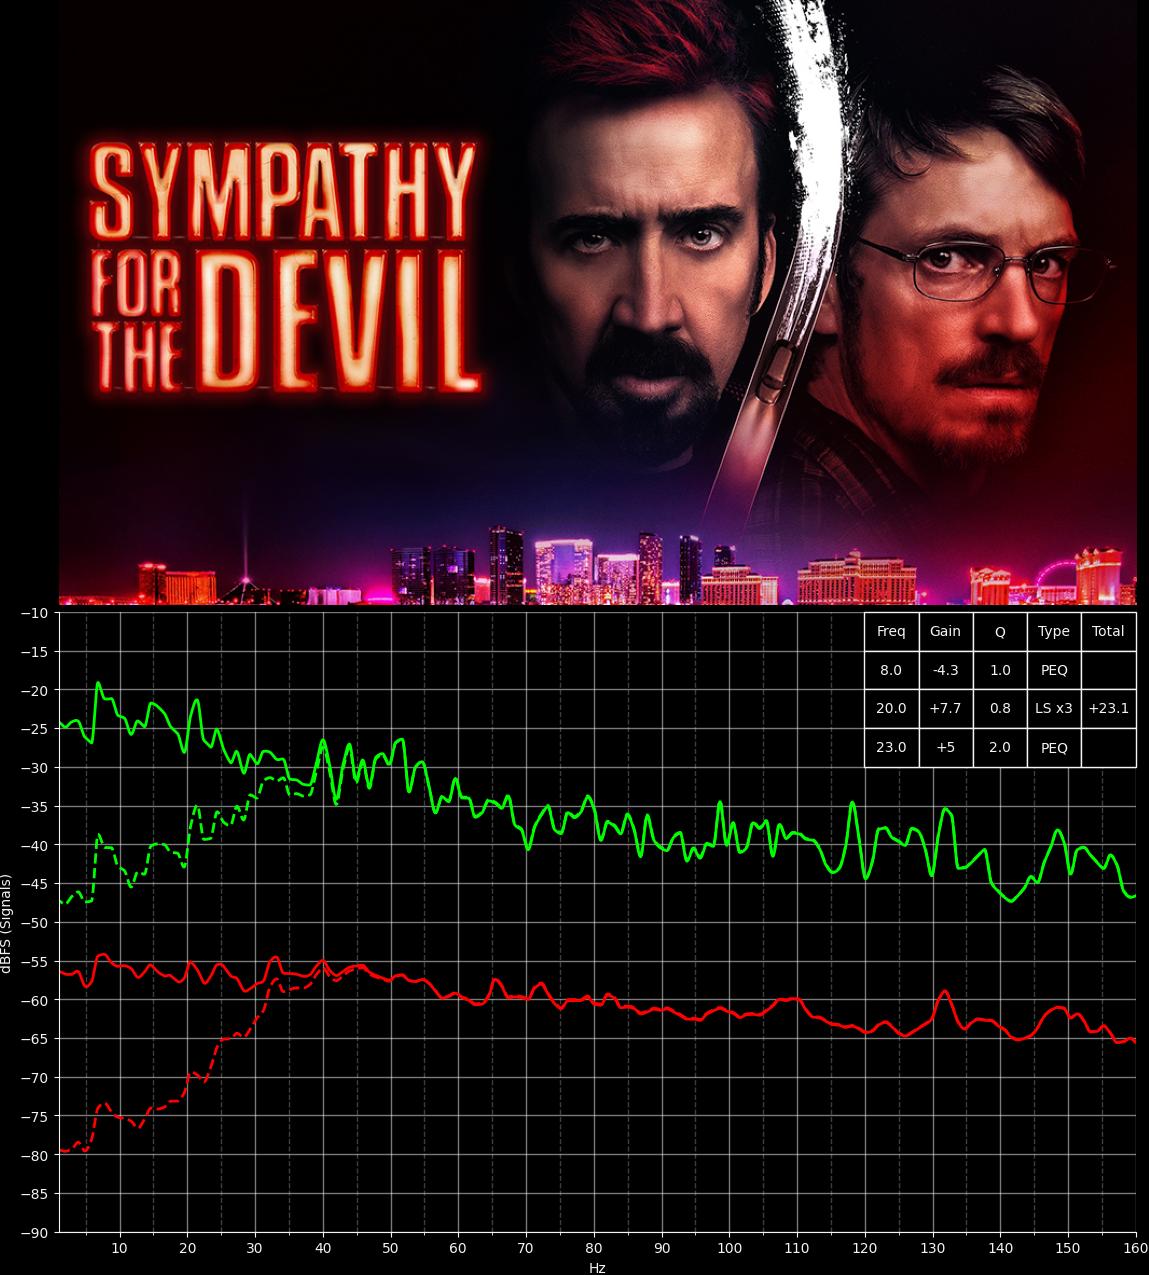 SYMPATHY
FOR
THE DEVIL
−10
−15
−20
−25
−30
−35
−40
−45
−50
−55
−60
−65
−70
−75
−80
−85
−90
dBFS (Signals)
Freq Gain Q Type Total
8.0 -4.3 1.0 PEQ
20.0 +7.7 0.8 LS x3 +23.1
23.0 +5 2.0 PEQ
10 20 30 40 50 60 70 80 90 100 110 120 130 140 150 160
Hz